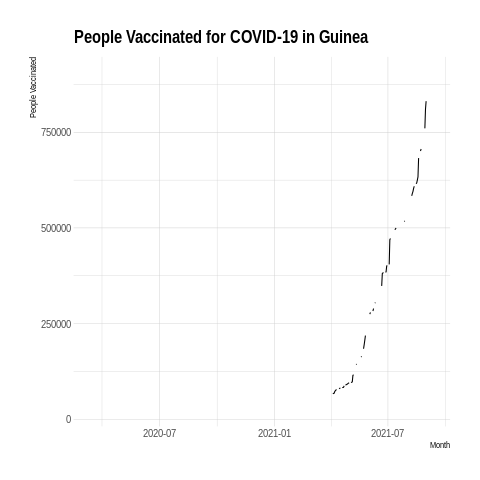 People Vaccinated for COVID-19 in Guinea
People Vaccinated
750000
500000
250000
0
2020-07 2021-01 2021-07
Month